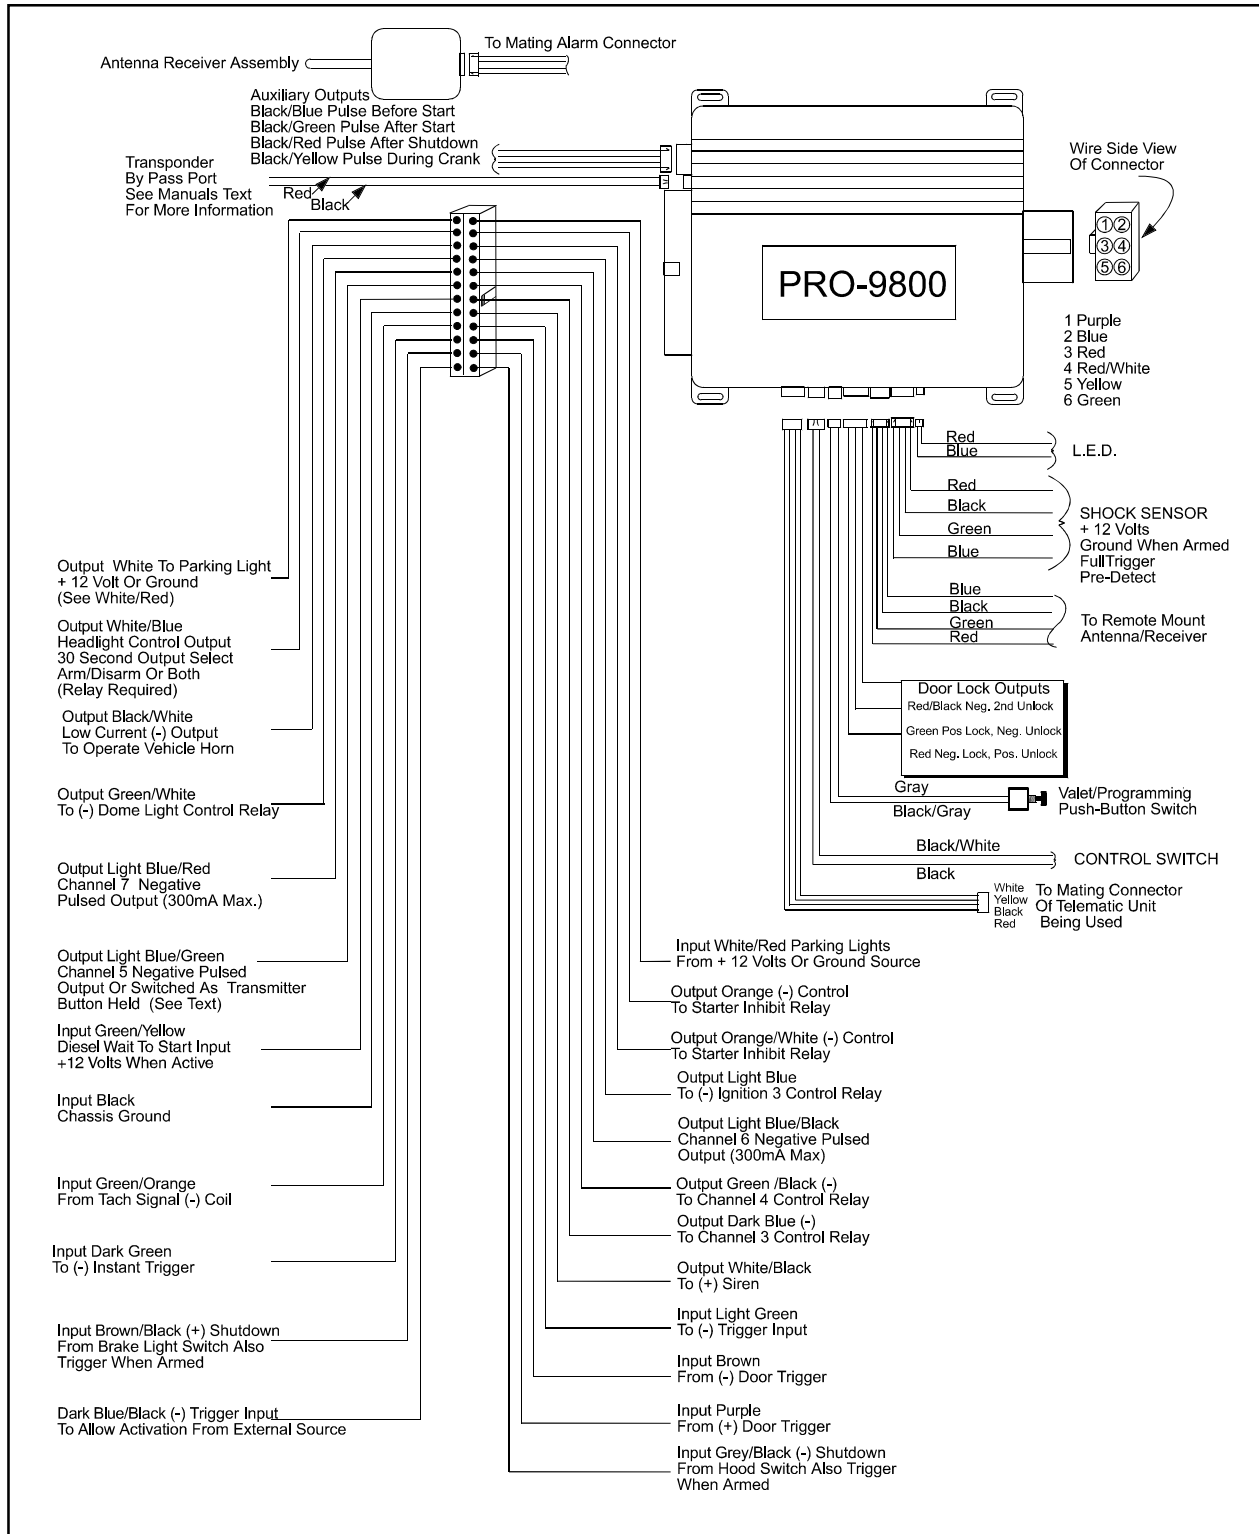 Antenna Receiver Assembly
To Mating Alarm Connector
Auxiliary Outputs
Black/Blue Pulse Before Start
Black/Green Pulse After Start
Black/Red Pulse After Shutdown
Black/Yellow Pulse During Crank
Transponder
By Pass Port
See Manuals Text
For More Information
Red
Black
Wire Side View
Of Connector
1 2
3 4
5 6
PRO-9800
1 Purple
2 Blue
3 Red
4 Red/White
5 Yellow
6 Green
Red
Blue
L.E.D.
Red
Black
Green
Blue
SHOCK SENSOR
+ 12 Volts
Ground When Armed
FullTrigger
Pre-Detect
Blue
Black
Green
Red
To Remote Mount
Antenna/Receiver
Door Lock Outputs
Red/Black Neg. 2nd Unlock
Green Pos Lock, Neg. Unlock
Red Neg. Lock, Pos. Unlock
Gray
Black/Gray
Valet/Programming
Push-Button Switch
Black/White
Black
CONTROL SWITCH
White
Yellow
Black
Red
To Mating Connector
Of Telematic Unit
Being Used
Output White To Parking Light
+ 12 Volt Or Ground
(See White/Red)
Output White/Blue
Headlight Control Output
30 Second Output Select
Arm/Disarm Or Both
(Relay Required)
Output Black/White
Low Current (-) Output
To Operate Vehicle Horn
Output Green/White
To (-) Dome Light Control Relay
Output Light Blue/Red
Channel 7 Negative
Pulsed Output (300mA Max.)
Output Light Blue/Green
Channel 5 Negative Pulsed
Output Or Switched As Transmitter
Button Held (See Text)
Input Green/Yellow
Diesel Wait To Start Input
+12 Volts When Active
Input Black
Chassis Ground
Input Green/Orange
From Tach Signal (-) Coil
Input Dark Green
To (-) Instant Trigger
Input Brown/Black (+) Shutdown
From Brake Light Switch Also
Trigger When Armed
Dark Blue/Black (-) Trigger Input
To Allow Activation From External Source
Input White/Red Parking Lights
From + 12 Volts Or Ground Source
Output Orange (-) Control
To Starter Inhibit Relay
Output Orange/White (-) Control
To Starter Inhibit Relay
Output Light Blue
To (-) Ignition 3 Control Relay
Output Light Blue/Black
Channel 6 Negative Pulsed
Output (300mA Max)
Output Green /Black (-)
To Channel 4 Control Relay
Output Dark Blue (-)
To Channel 3 Control Relay
Output White/Black
To (+) Siren
Input Light Green
To (-) Trigger Input
Input Brown
From (-) Door Trigger
Input Purple
From (+) Door Trigger
Input Grey/Black (-) Shutdown
From Hood Switch Also Trigger
When Armed